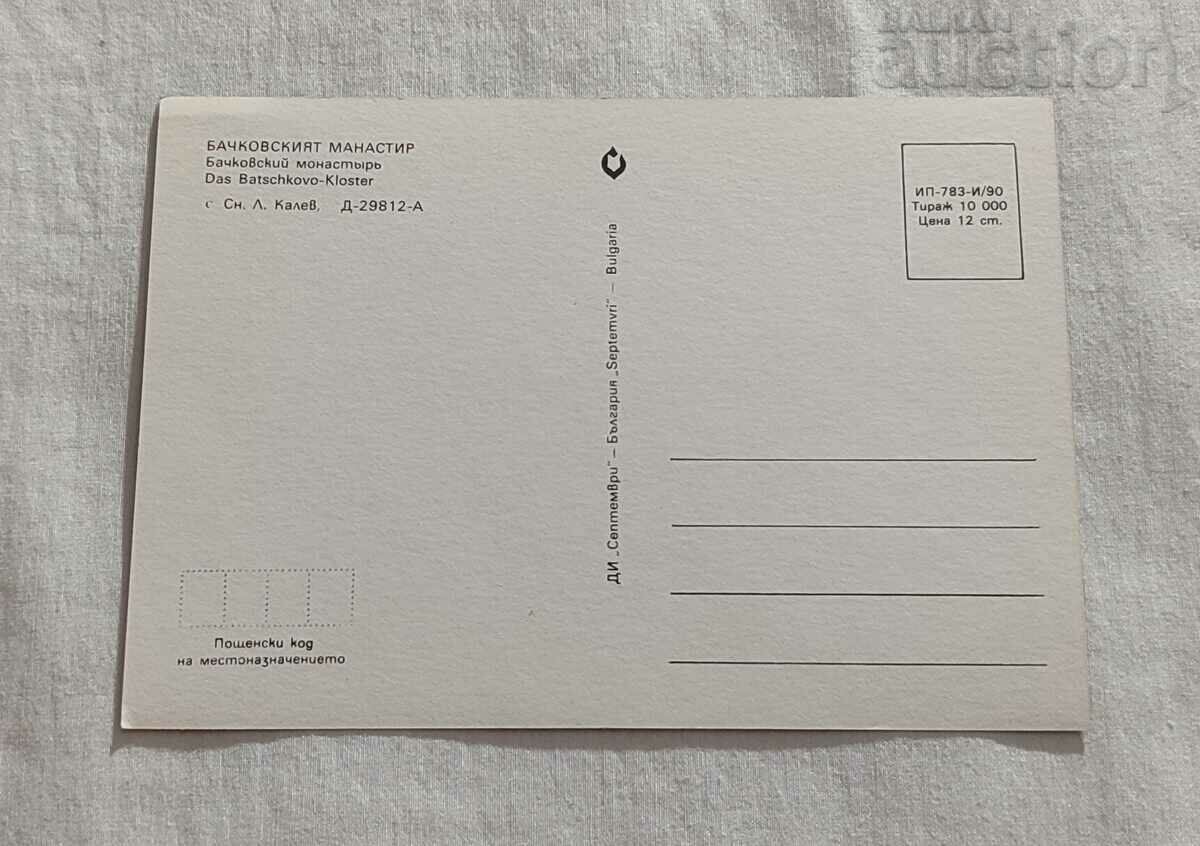 БАЛКАН
auction
БАЧКОВСКИЯТ МАНАСТИР
Бачковский монастырь
Das Batschkovo-Kloster
с Сн. Л. Калев, Д-29812-А
ИП-783-И/90
Тираж 10 000
Цена 12 ст.
ДИ „Септември" — България „Septemvri" — Bulgaria
Пощенски код
на местоназначението